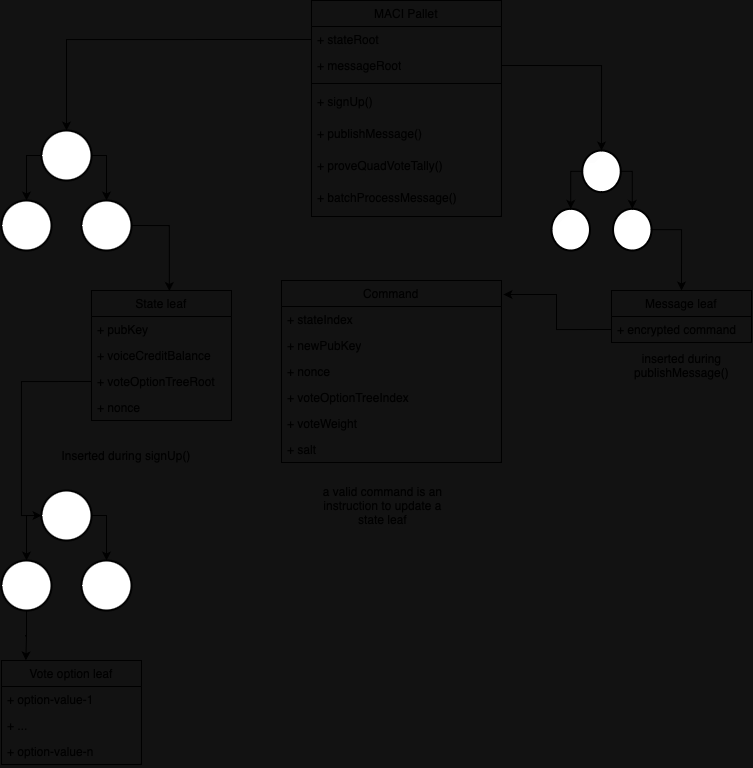 MACI Pallet
+ stateRoot
+ messageRoot
+ signUp()
+ publishMessage()
+ proveQuadVoteTally()
+ batchProcessMessage()
State leaf
+ pubKey
+ voiceCreditBalance
+ voteOptionTreeRoot
+ nonce
Inserted during signUp()
Command
+ stateIndex
+ newPubKey
+ nonce
+ voteOptionTreeIndex
+ voteWeight
+ salt
a valid command is an
instruction to update a
state leaf
Message leaf
+ encrypted command
inserted during
publishMessage()
Vote option leaf
+ option-value-1
+ ...
+ option-value-n